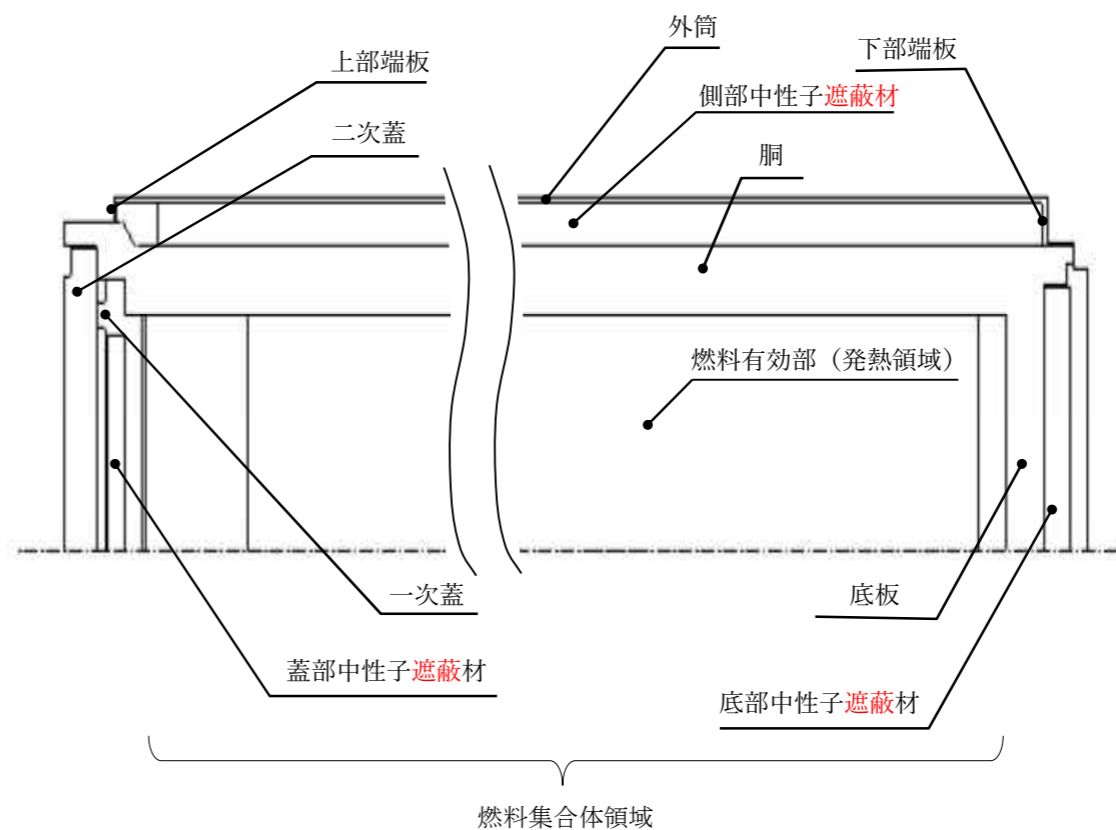 外筒
上部端板
下部端板
側部中性子遮蔽材
二次蓋
胴
燃料有効部（発熱領域）
一次蓋
底板
蓋部中性子遮蔽材
底部中性子遮蔽材
燃料集合体領域